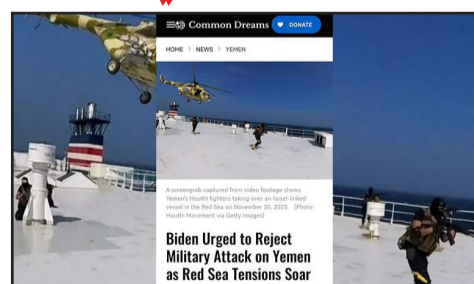 Common Dreams
DONATE
HOME > NEWS > YEMEN
A screengrab captured from video footage shows
Yemen's Houthi fighters taking over an Israel-linked
vessel in the Red Sea on November 20, 2023. (Photo:
Houthi Movement via Getty Images)
Biden Urged to Reject
Military Attack on Yemen
as Red Sea Tensions Soar